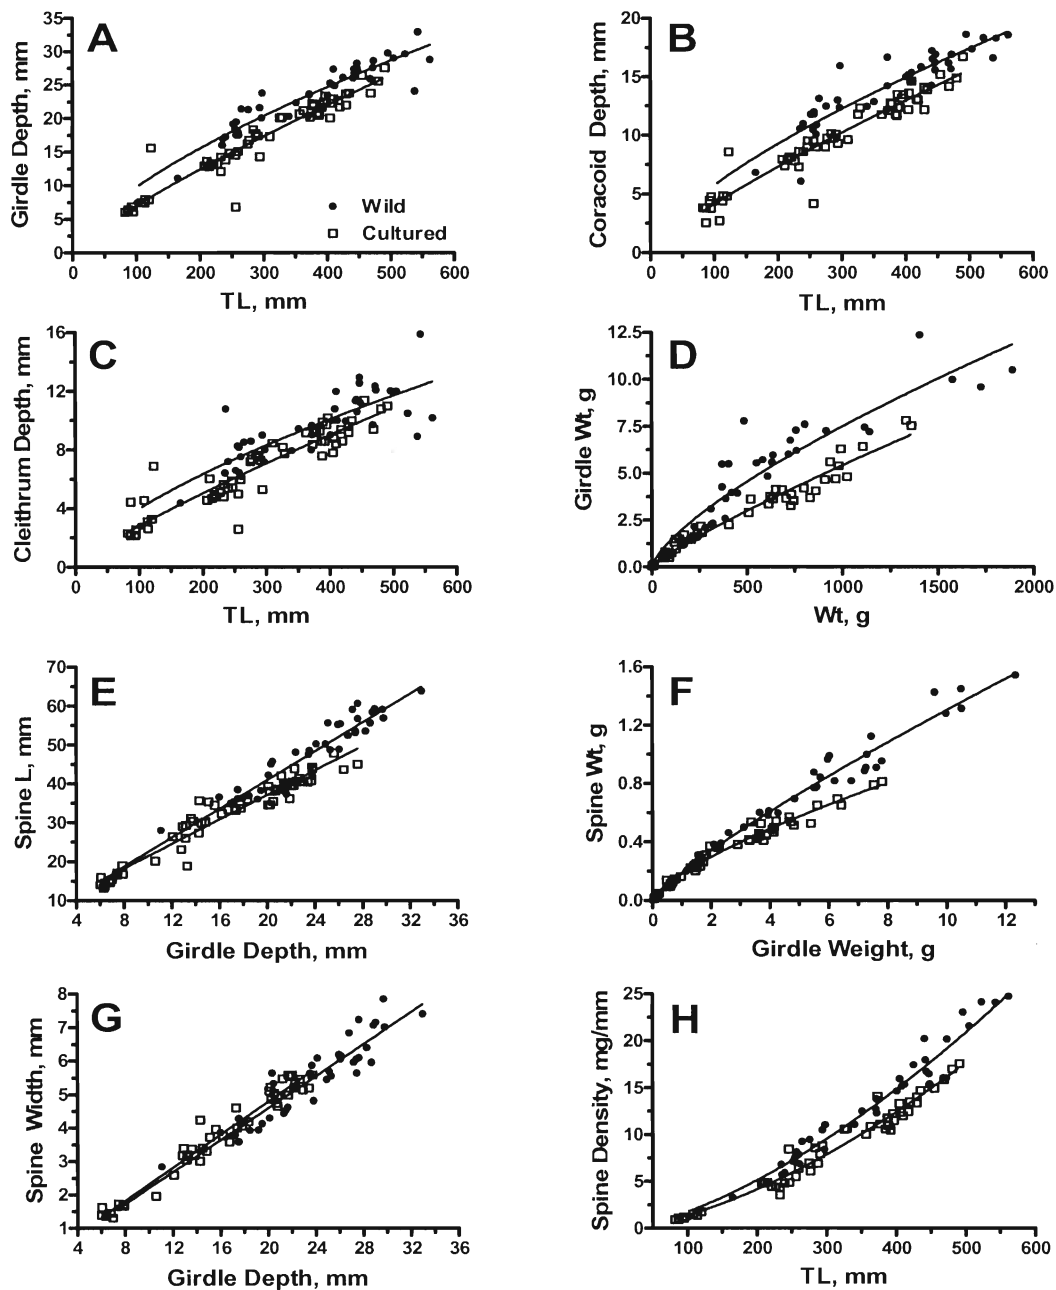 A
Girdle Depth, mm
35
30
25
20
15
10
5
0
0 100 200 300 400 500 600
TL, mm
Wild
Cultured
B
Coracoid Depth, mm
20
15
10
5
0
0 100 200 300 400 500 600
TL, mm
C
Cleithrum Depth, mm
16
12
8
4
0
0 100 200 300 400 500 600
TL, mm
D
Girdle Wt, g
12.5
10.0
7.5
5.0
2.5
0.0
0 500 1000 1500 2000
Wt, g
E
Spine L, mm
70
60
50
40
30
20
10
4 8 12 16 20 24 28 32 36
Girdle Depth, mm
F
Spine Wt, g
1.6
1.2
0.8
0.4
0.0
0 2 4 6 8 10 12
Girdle Weight, g
G
Spine Width, mm
8
7
6
5
4
3
2
1
4 8 12 16 20 24 28 32 36
Girdle Depth, mm
H
Spine Density, mg/mm
25
20
15
10
5
0
100 200 300 400 500 600
TL, mm